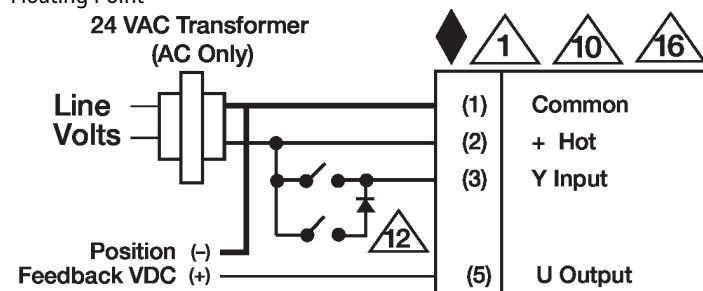 Floating Point
24 VAC Transformer
(AC Only)
1
10
16
Line
Volts
(1) Common
(2) + Hot
(3) Y Input
12
Position (–)
Feedback VDC (+)
(5) U Output